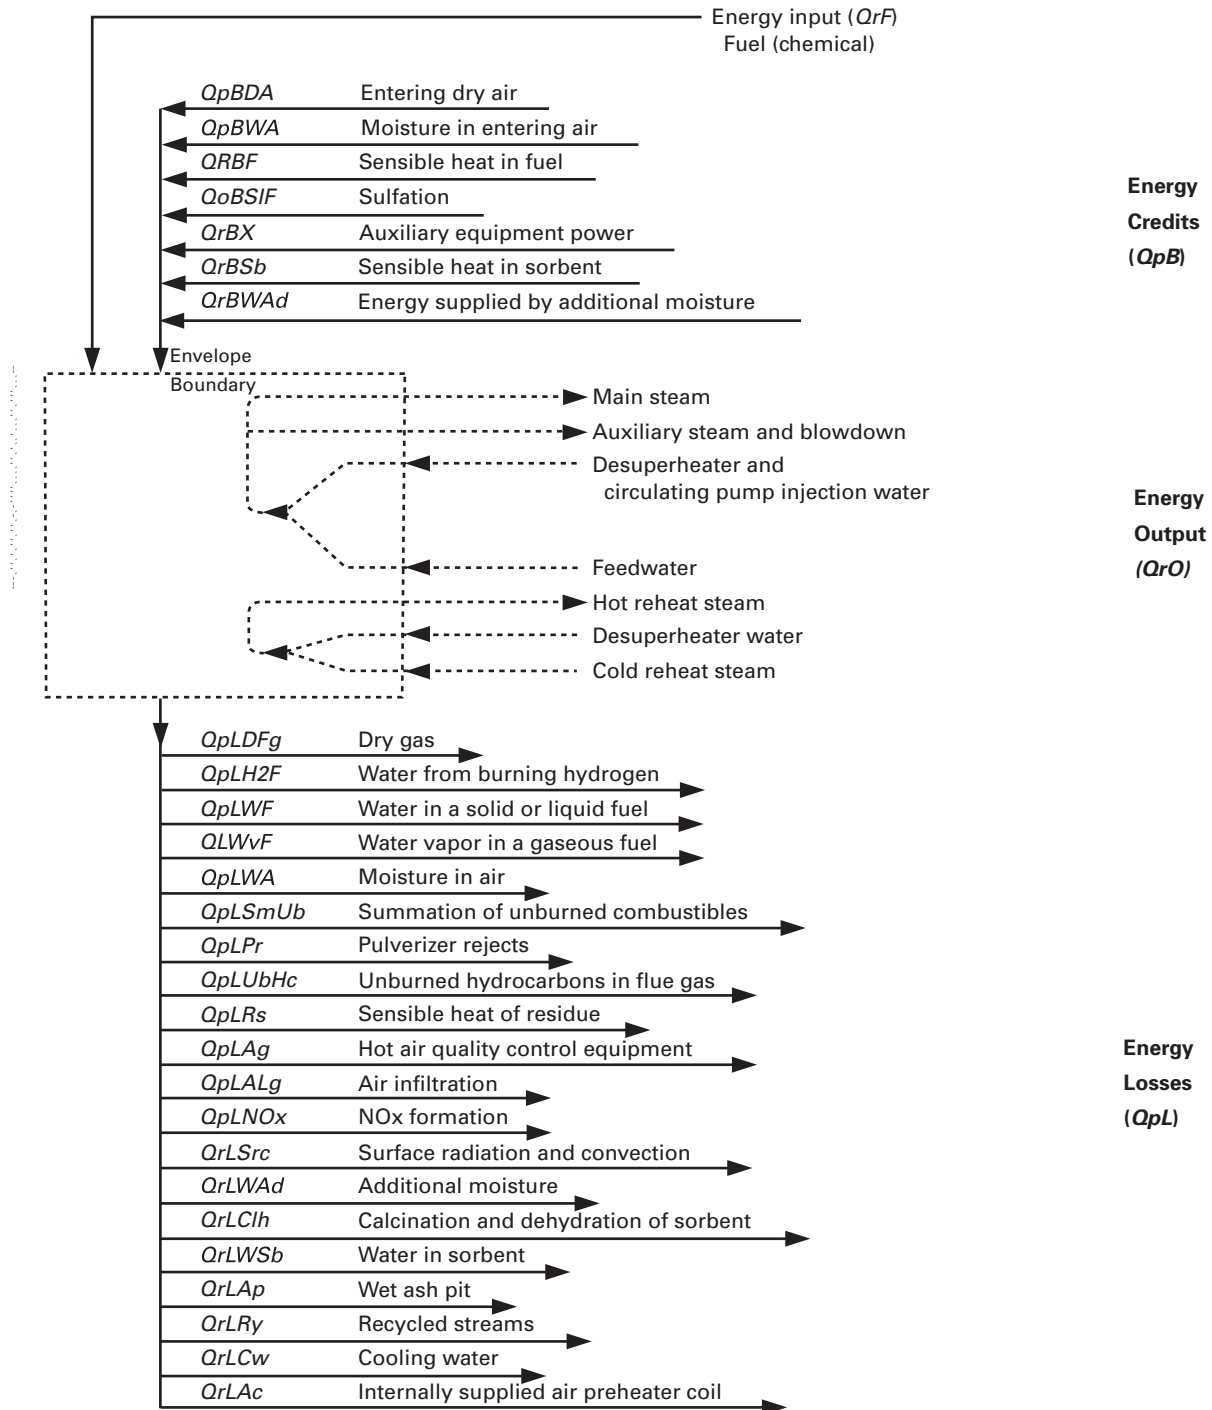 Energy input (QrF)
Fuel (chemical)
QpBDA Entering dry air
QpBWA Moisture in entering air
QRBF Sensible heat in fuel
QoBSlF Sulfation
QrBX Auxiliary equipment power
QrBSb Sensible heat in sorbent
QrBWAd Energy supplied by additional moisture
Energy
Credits
(QpB)
Envelope
Boundary
Main steam
Auxiliary steam and blowdown
Desuperheater and
circulating pump injection water
Feedwater
Hot reheat steam
Desuperheater water
Cold reheat steam
Energy
Output
(QrO)
QpLDFg Dry gas
QpLH2F Water from burning hydrogen
QpLWF Water in a solid or liquid fuel
QLWvF Water vapor in a gaseous fuel
QpLWA Moisture in air
QpLSmUb Summation of unburned combustibles
QpLPr Pulverizer rejects
QpLUbHc Unburned hydrocarbons in flue gas
QpLRs Sensible heat of residue
QpLAg Hot air quality control equipment
QpLALg Air infiltration
QpLNOx NOx formation
QrLSrc Surface radiation and convection
QrLWAd Additional moisture
QrLClh Calcination and dehydration of sorbent
QrLWSb Water in sorbent
QrLAp Wet ash pit
QrLRy Recycled streams
QrLCw Cooling water
QrLAc Internally supplied air preheater coil
Energy
Losses
(QpL)